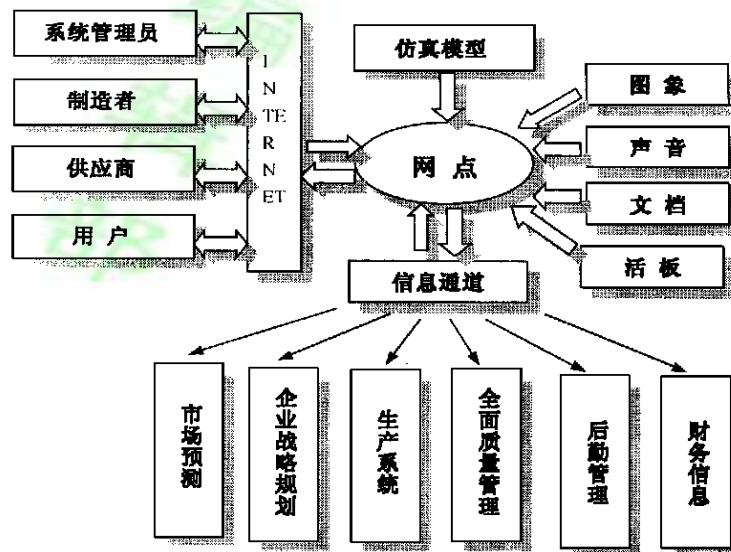 系统管理员
制造者
供应商
用户
INTERNET
仿真模型
网点
图象
声音
文档
活板
信息通道
市场预测
企业战略规划
生产系统
全面质量管理
后勤管理
财务信息